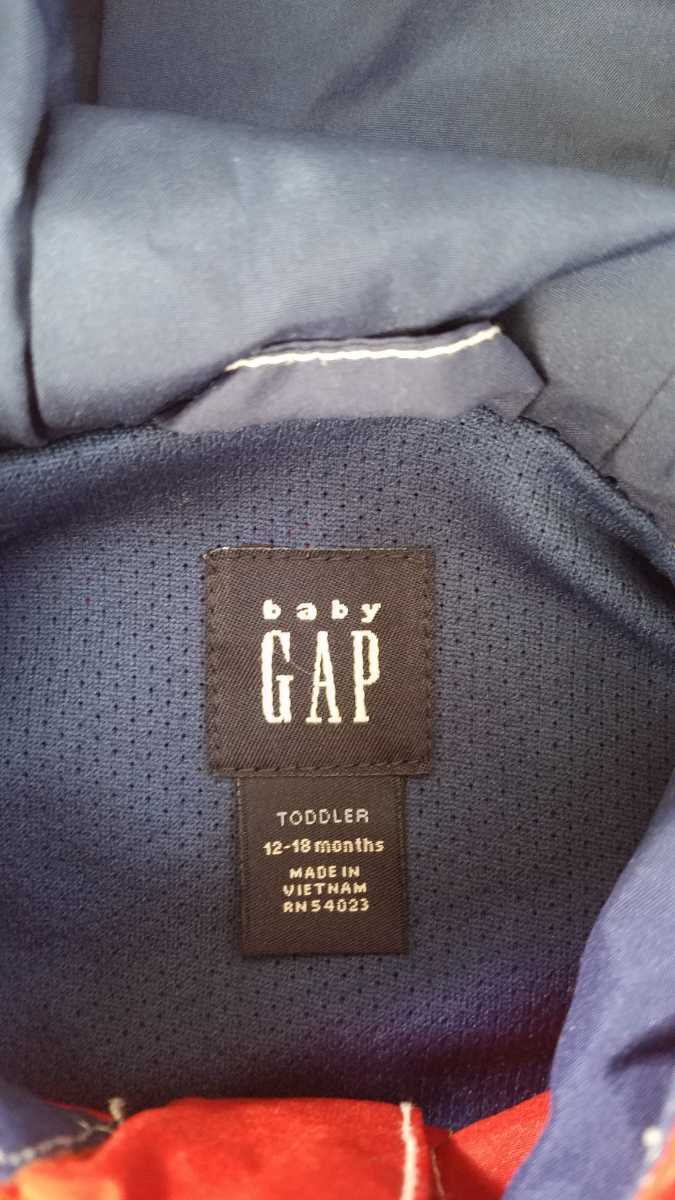 baby
GAP
TODDLER
12-18 months
MADE IN
VIETNAM
RN54023